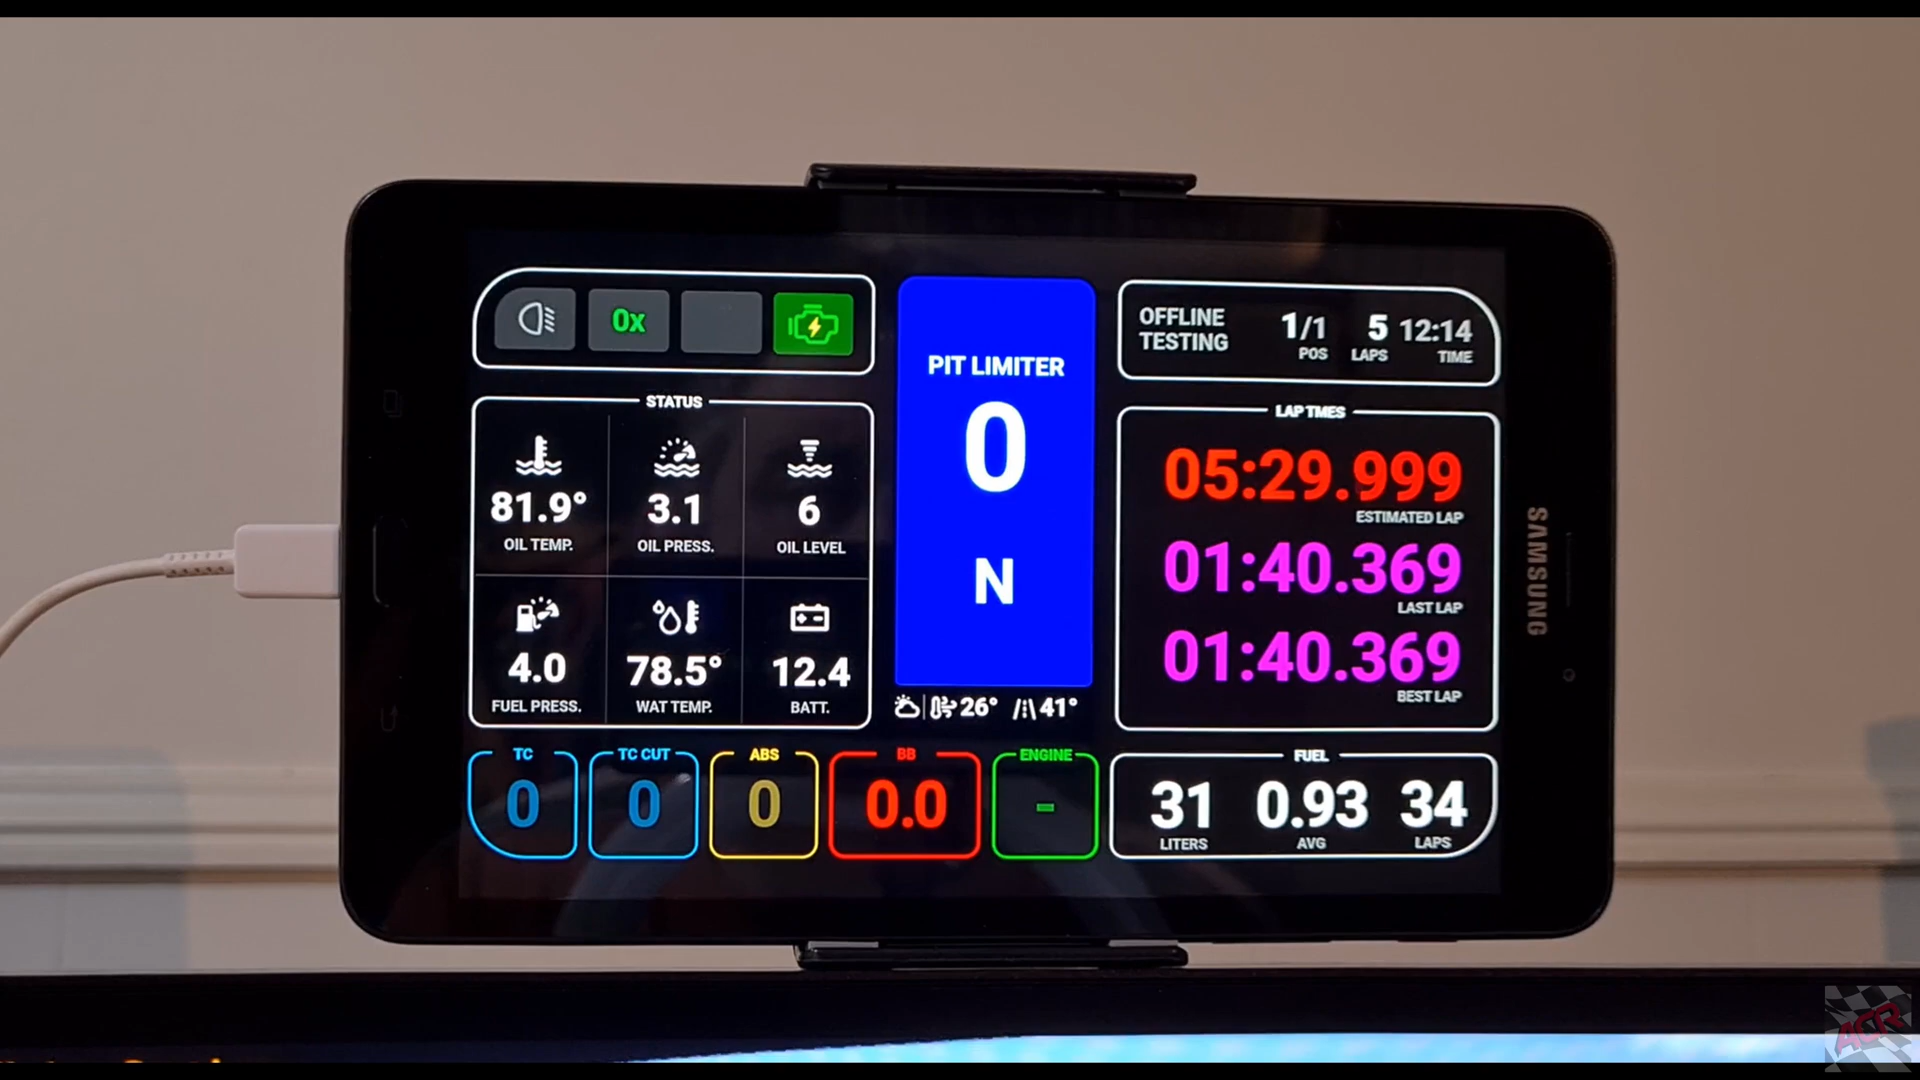 0x
STATUS
81.9°
OIL TEMP.
3.1
OIL PRESS.
6
OIL LEVEL
4.0
FUEL PRESS.
78.5°
WAT TEMP.
12.4
BATT.
PIT LIMITER
0
N
26° 41°
OFFLINE
TESTING
1/1
POS
5
LAPS
12:14
TIME
LAP TMES
05:29.999
ESTIMATED LAP
01:40.369
LAST LAP
01:40.369
BEST LAP
TC
0
TC CUT
0
ABS
0
BB
0.0
ENGINE
-
FUEL
31
LITERS
0.93
AVG
34
LAPS
SAMSUNG
ACR